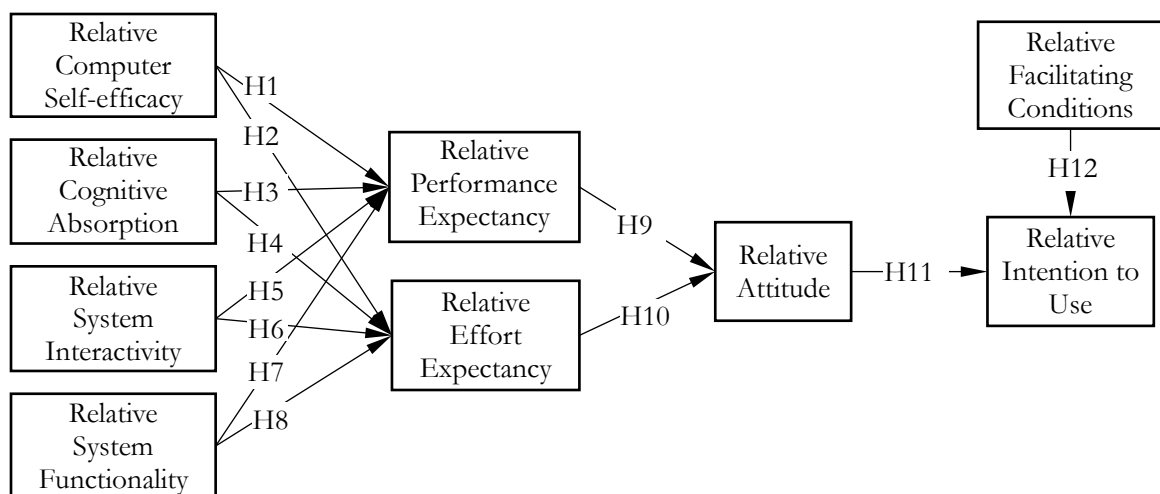 Relative
Computer
Self-efficacy
Relative
Cognitive
Absorption
Relative
System
Interactivity
Relative
System
Functionality
H1
H2
H3
H4
H5
H6
H7
H8
Relative
Performance
Expectancy
Relative
Effort
Expectancy
H9
H10
Relative
Attitude
H11
Relative
Facilitating
Conditions
H12
Relative
Intention to
Use